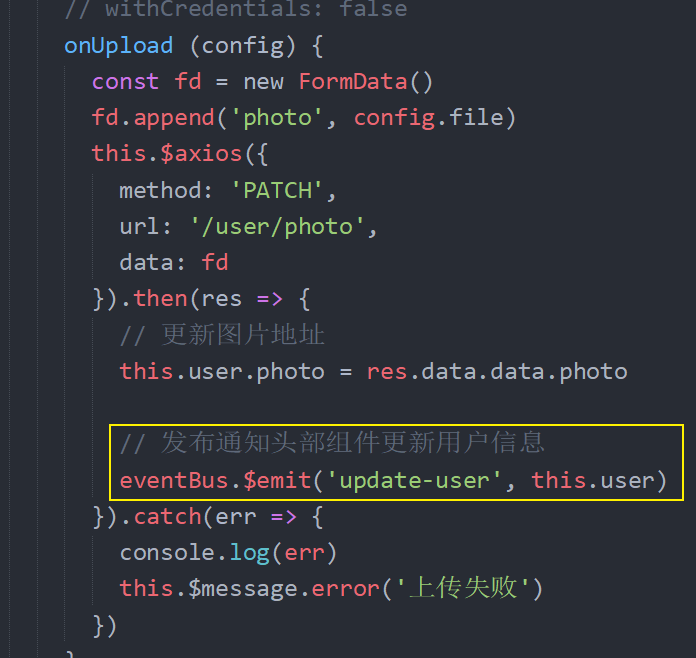 // withCredentials: false
onUpload (config) {
const fd = new FormData()
fd.append('photo', config.file)
this.$axios({
method: 'PATCH',
url: '/user/photo',
data: fd
}).then(res => {
// 更新图片地址
this.user.photo = res.data.data.photo
// 发布通知头部组件更新用户信息
eventBus.$emit('update-user', this.user)
}).catch(err => {
console.log(err)
this.$message.error('上传失败')
})
}